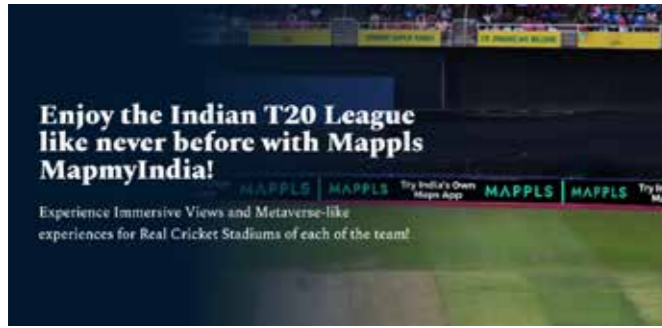 Enjoy the Indian T20 League
like never before with Mappls
MapmyIndia!
MAPPLS MAPPLS Try India's Own Maps App MAPPLS MAPPLS
Experience Immersive Views and Metaverse-like
experiences for Real Cricket Stadiums of each of the team!